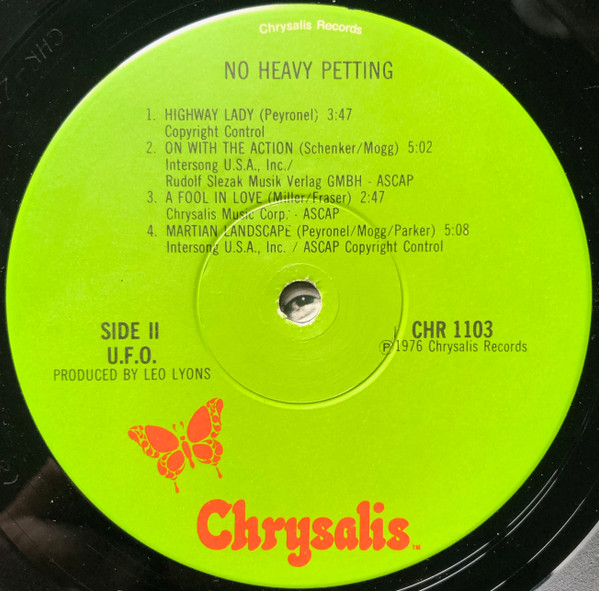 Chrysalis Records
NO HEAVY PETTING
1. HIGHWAY LADY (Peyronel) 3:47
Copyright Control
2. ON WITH THE ACTION (Schenker/Mogg) 5:02
Intersong U.S.A., Inc./
Rudolf Slezak Musik Verlag GMBH - ASCAP
3. A FOOL IN LOVE (Miller/Fraser) 2:47
Chrysalis Music Corp. - ASCAP
4. MARTIAN LANDSCAPE (Peyronel/Mogg/Parker) 5:08
Intersong U.S.A., Inc. / ASCAP Copyright Control
SIDE II
U.F.O.
PRODUCED BY LEO LYONS
CHR 1103
℗ 1976 Chrysalis Records
Chrysalis™